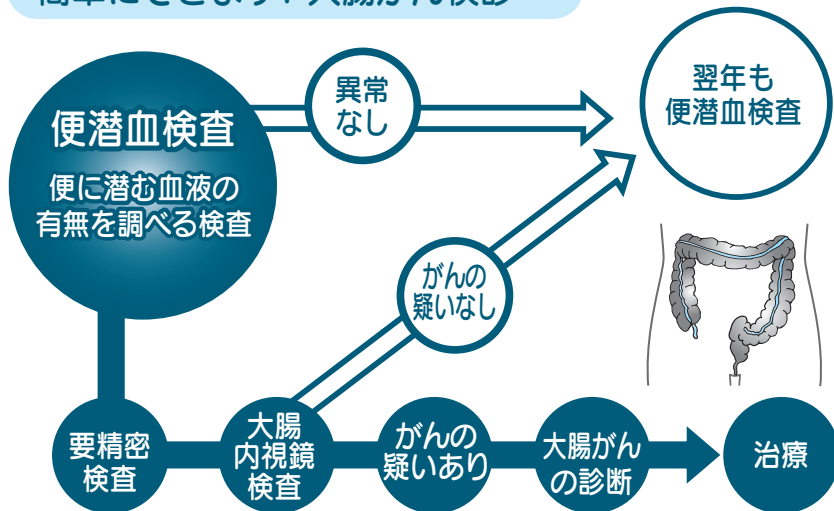 便潜血検査
便に潜む血液の
有無を調べる検査
異常
なし
翌年も
便潜血検査
がんの
疑いなし
要精密
検査
大腸
内視鏡
検査
がんの
疑いあり
大腸がん
の診断
治療